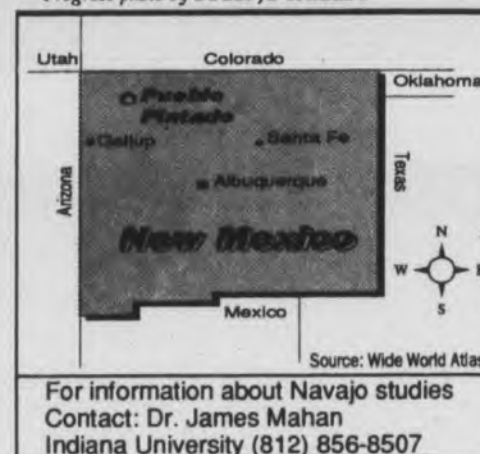 Utah
Colorado
Oklahoma
Pueblo
Pintado
Gallup
Santa Fe
Arizona
Albuquerque
Texas
New Mexico
N
W
S
Mexico
Source: Wide World Atlas
For information about Navajo studies
Contact: Dr. James Mahan
Indiana University (812) 856-8507